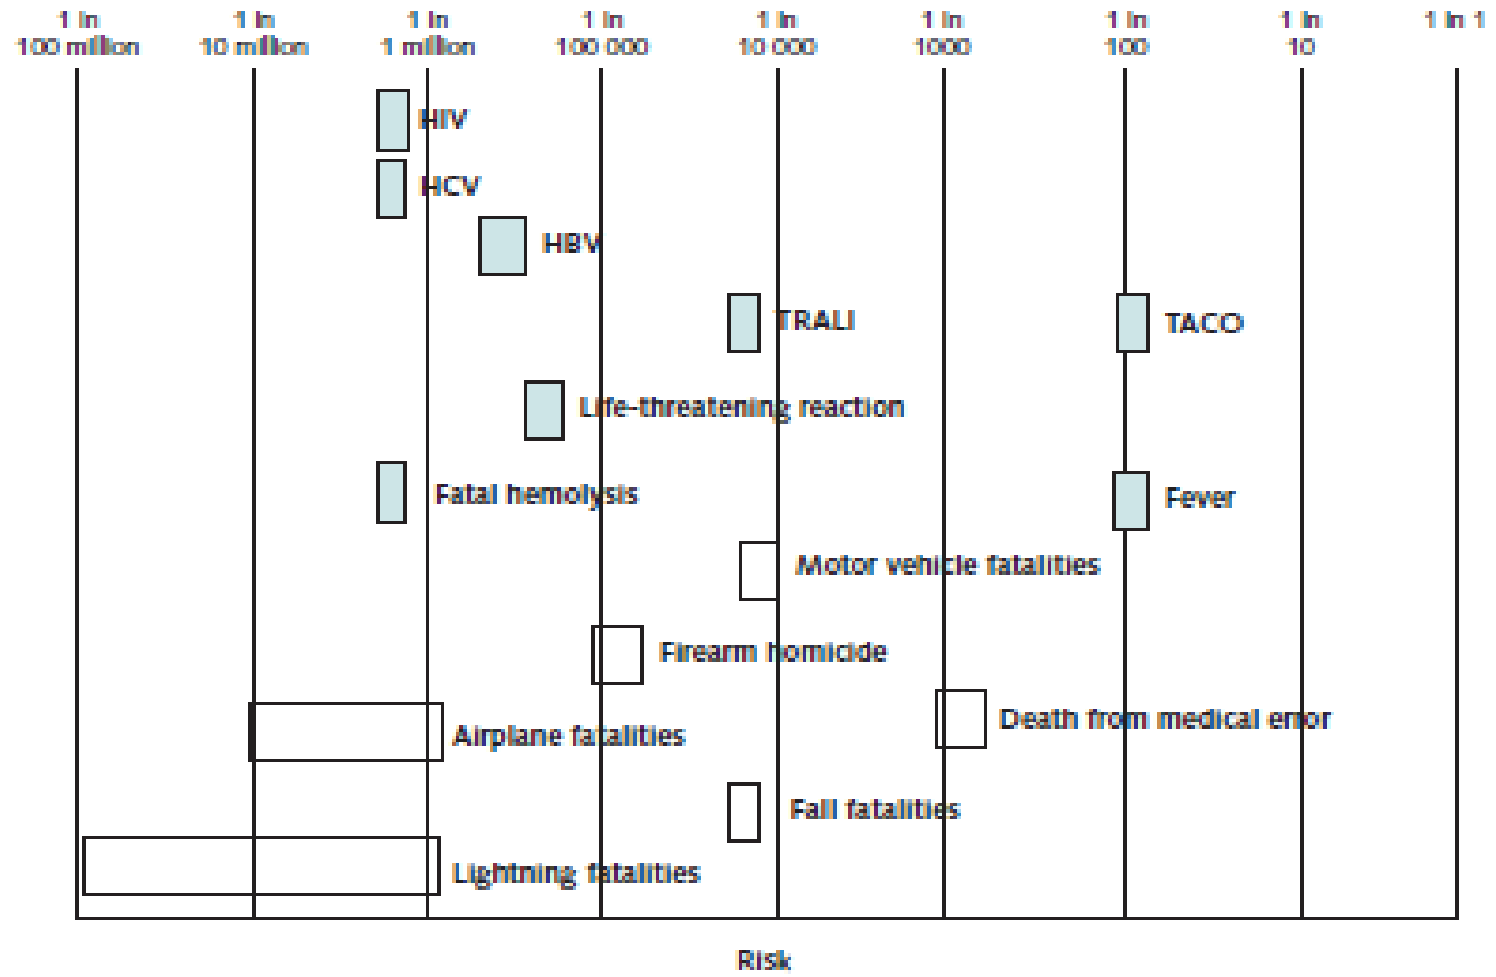 1 in
100 million
1 in
10 million
1 in
1 million
1 in
100 000
1 in
10 000
1 in
1000
1 in
100
1 in
10
1 in 1
HIV
HCV
HBV
TRALI
TACO
Life-threatening reaction
Fatal hemolysis
Fever
Motor vehicle fatalities
Firearm homicide
Death from medical error
Airplane fatalities
Fall fatalities
Lightning fatalities
Risk